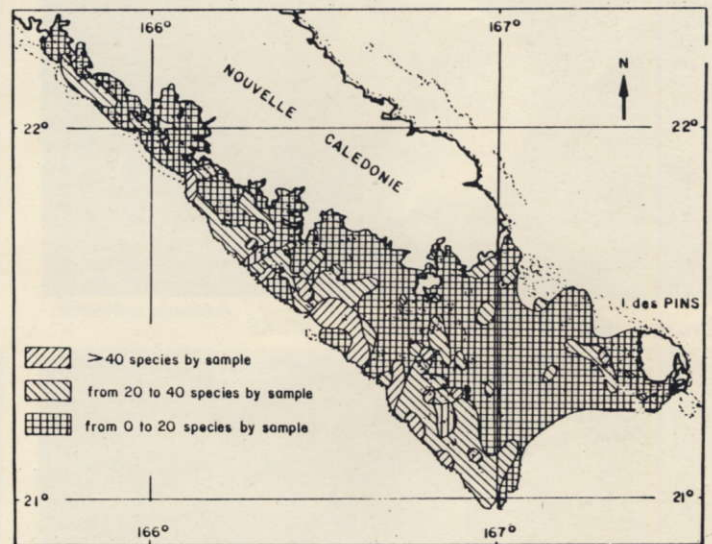 166°
167°
N
NOUVELLE
CALEDONIE
22°
22°
I. des PINS
>40 species by sample
from 20 to 40 species by sample
from 0 to 20 species by sample
21°
21°
166°
167°